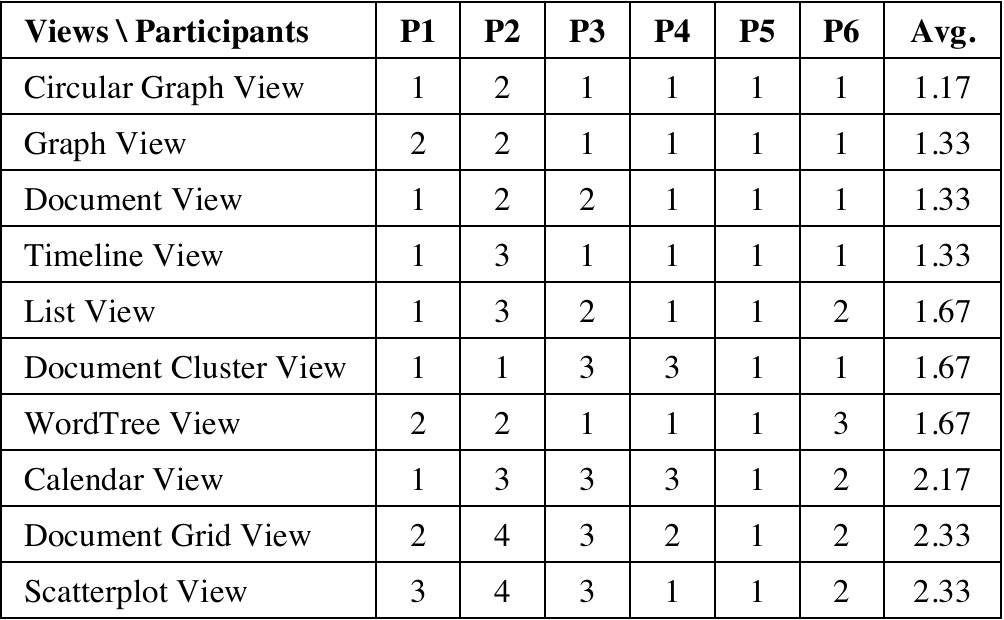 Views \ Participants P1 P2 P3 P4 P5 P6 Avg.
Circular Graph View 1 2 1 1 1 1 1.17
Graph View 2 2 1 1 1 1 1.33
Document View 1 2 2 1 1 1 1.33
Timeline View 1 3 1 1 1 1 1.33
List View 1 3 2 1 1 2 1.67
Document Cluster View 1 1 3 3 1 1 1.67
WordTree View 2 2 1 1 1 3 1.67
Calendar View 1 3 3 3 1 2 2.17
Document Grid View 2 4 3 2 1 2 2.33
Scatterplot View 3 4 3 1 1 2 2.33